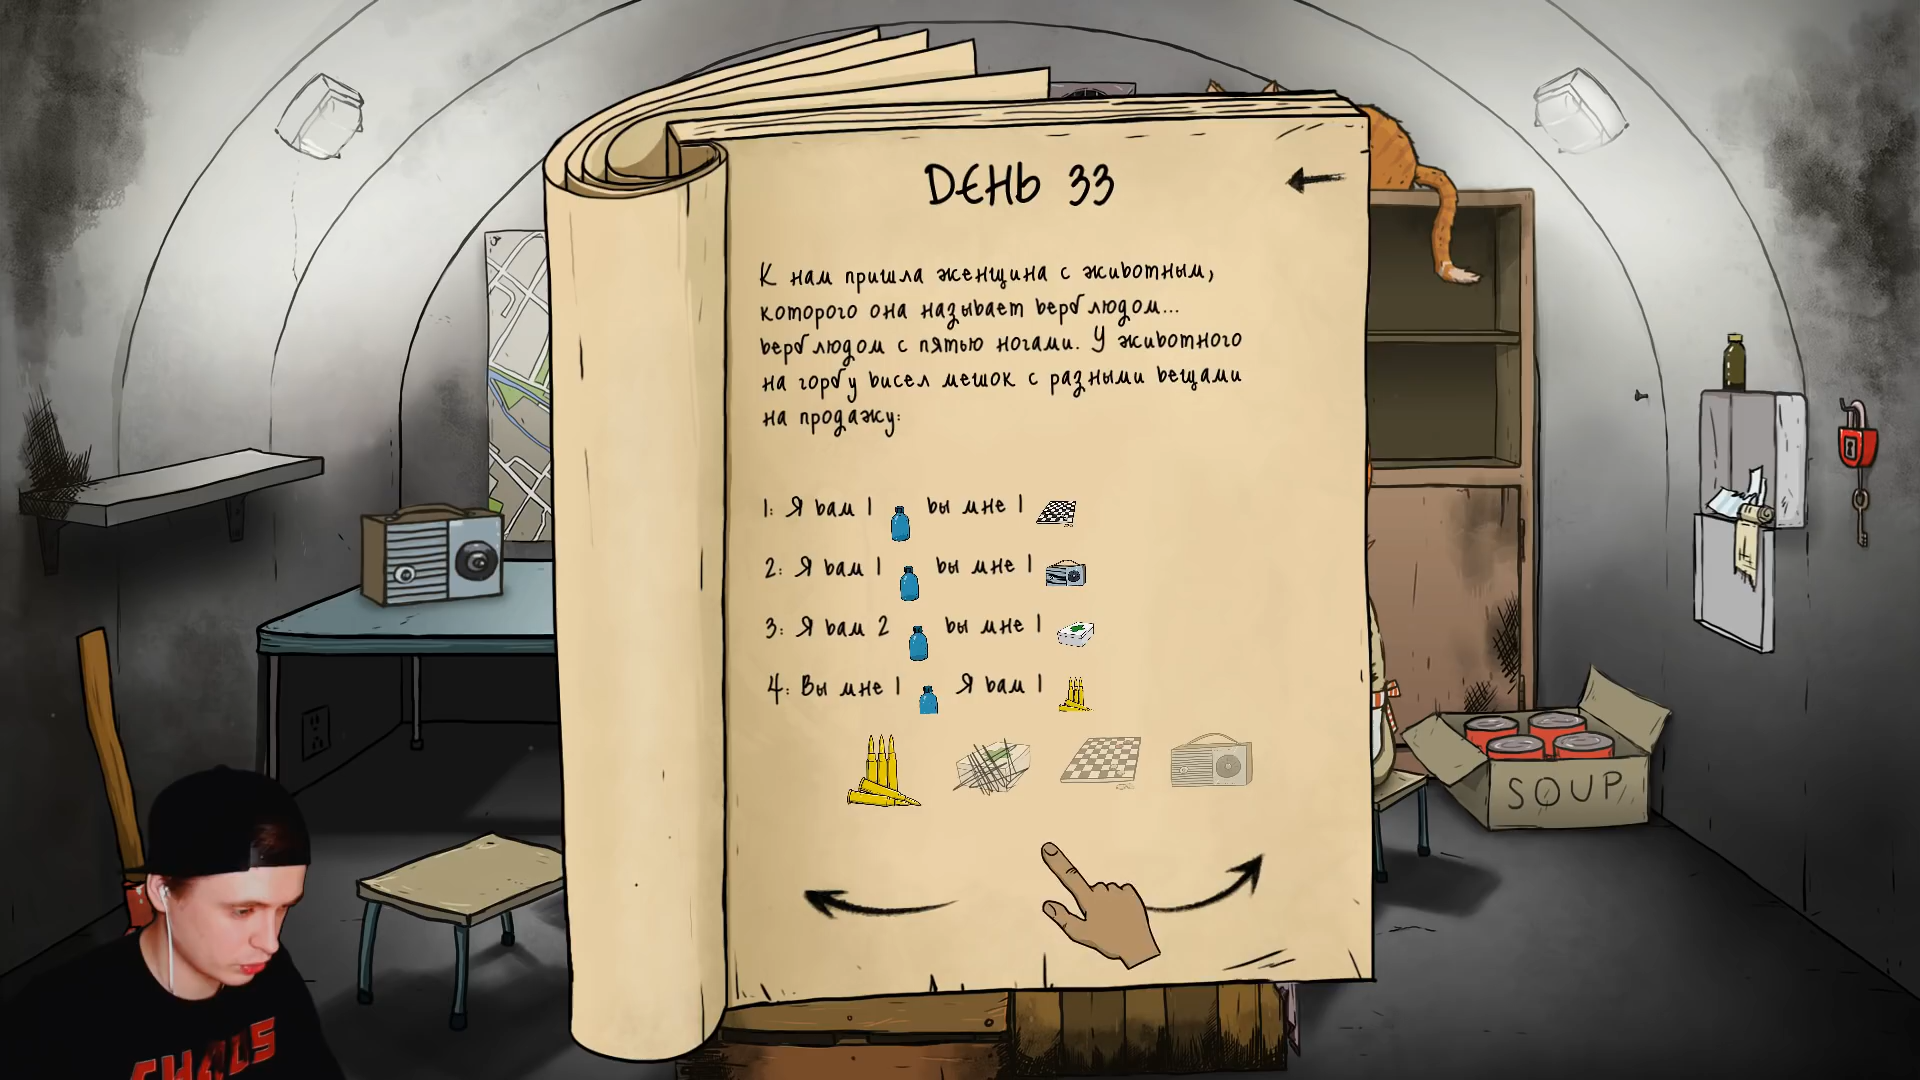 ДЕНЬ 33
К нам пришла женщина с животным,
которого она называет верблюдом...
верблюдом с пятью ногами. У животного
на горбу висел мешок с разными вещами
на продажу:
1: Я вам 1 вы мне 1
2: Я вам 1 вы мне 1
3: Я вам 2 вы мне 1
4: Вы мне 1 Я вам 1
SOUP